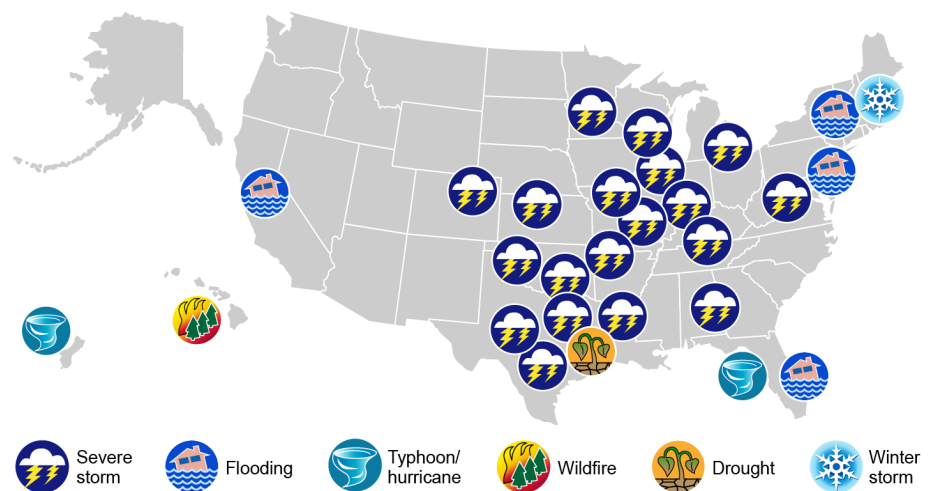 Severe
storm
Flooding
Typhoon/
hurricane
Wildfire
Drought
Winter
storm